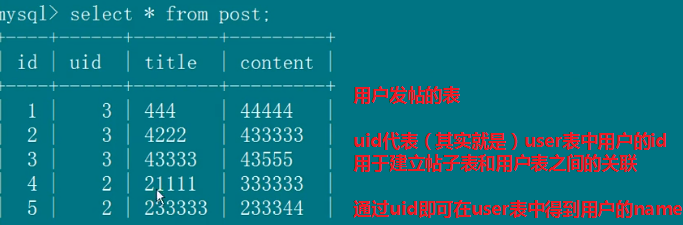 mysql> select * from post;
+----+------+--------+---------+
| id | uid | title | content |
+----+------+--------+---------+
| 1 | 3 | 444 | 44444 |
用户发帖的表
| 2 | 3 | 4222 | 433333 |
uid代表（其实就是）user表中用户的id
| 3 | 3 | 43333 | 43555 |
用于建立帖子表和用户表之间的关联
| 4 | 2 | 21111 | 333333 |
| 5 | 2 | 233333 | 233344 |
通过uid即可在user表中得到用户的name